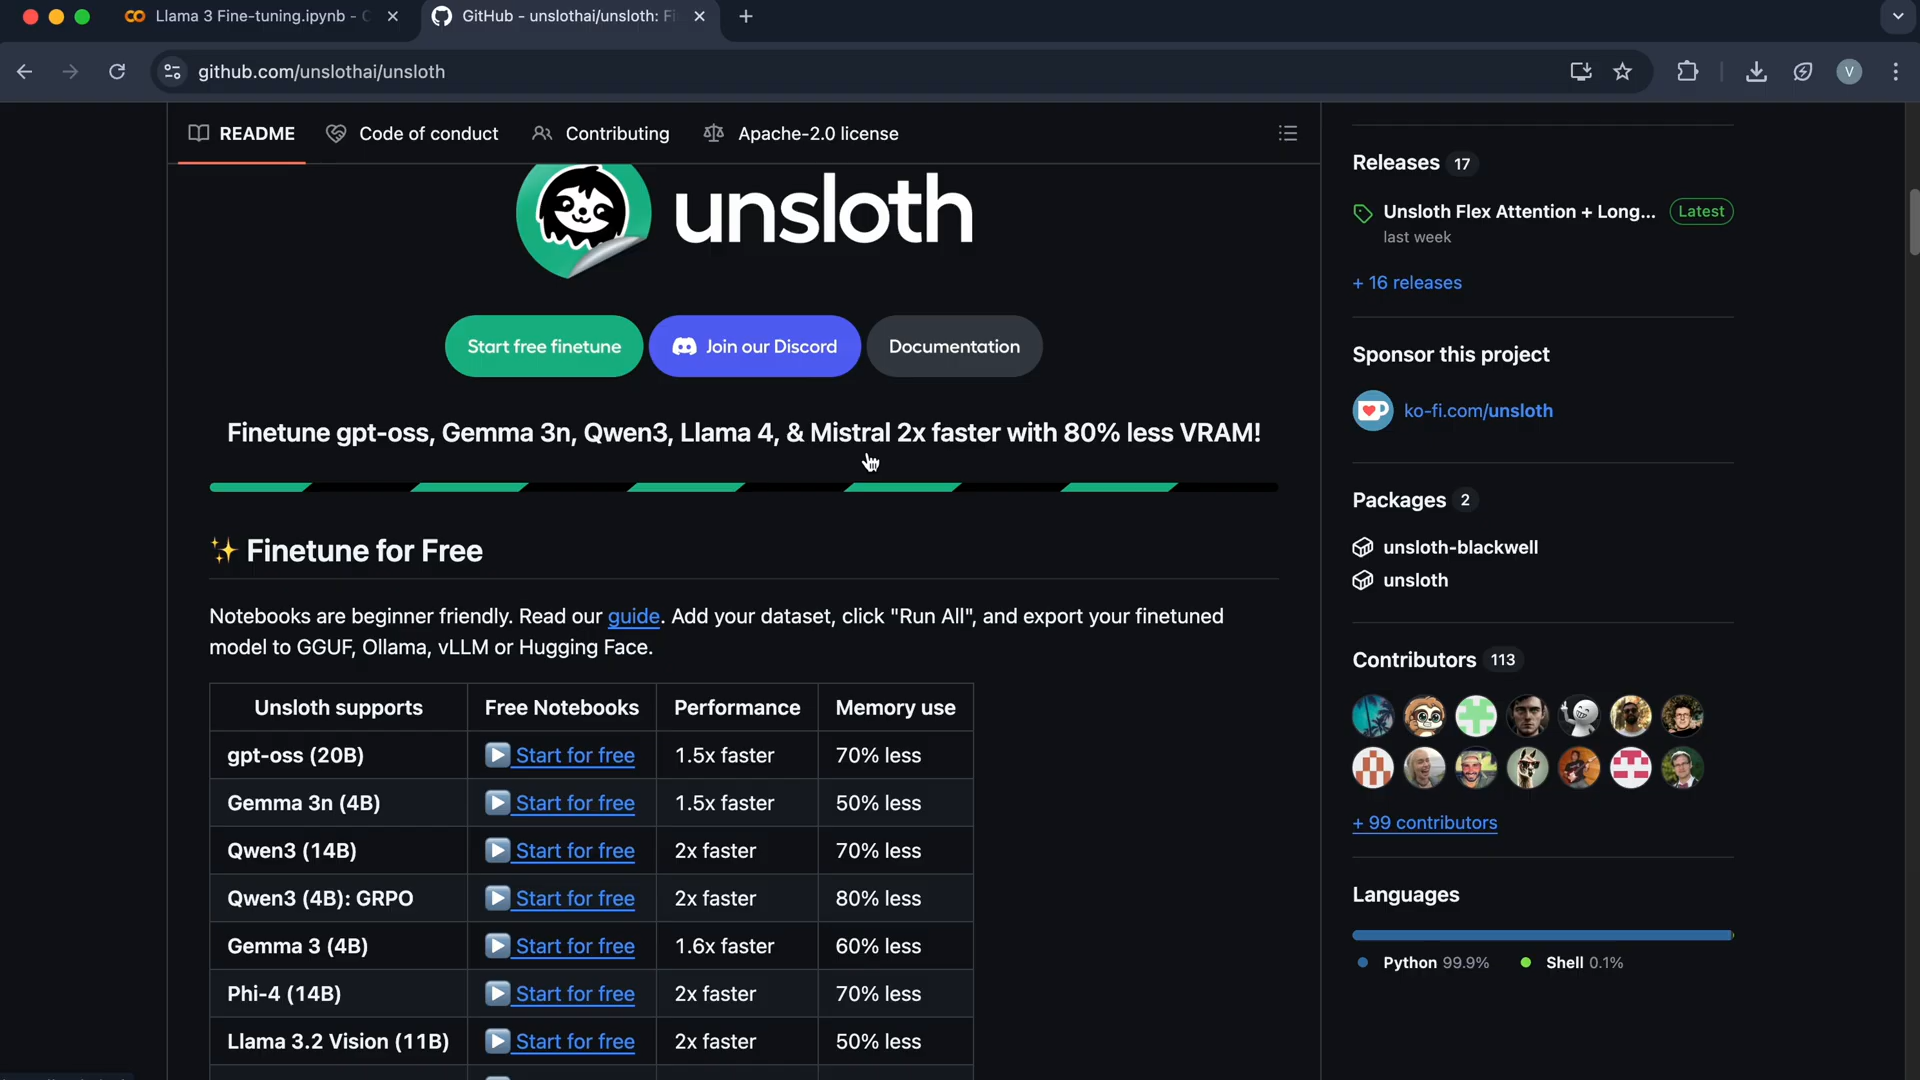 Llama 3 Fine-tuning.ipynb -
GitHub - unslothai/unsloth:
github.com/unslothai/unsloth
V
README
Code of conduct
Contributing
Apache-2.0 license
unsloth
Start free finetune
Join our Discord
Documentation
Finetune gpt-oss, Gemma 3n, Qwen3, Llama 4, & Mistral 2x faster with 80% less VRAM!
✨ Finetune for Free
Notebooks are beginner friendly. Read our guide. Add your dataset, click "Run All", and export your finetuned
model to GGUF, Ollama, vLLM or Hugging Face.
Unsloth supports Free Notebooks Performance Memory use
gpt-oss (20B) ▶️ Start for free 1.5x faster 70% less
Gemma 3n (4B) ▶️ Start for free 1.5x faster 50% less
Qwen3 (14B) ▶️ Start for free 2x faster 70% less
Qwen3 (4B): GRPO ▶️ Start for free 2x faster 80% less
Gemma 3 (4B) ▶️ Start for free 1.6x faster 60% less
Phi-4 (14B) ▶️ Start for free 2x faster 70% less
Llama 3.2 Vision (11B) ▶️ Start for free 2x faster 50% less
Releases 17
Unsloth Flex Attention + Long... Latest
last week
+ 16 releases
Sponsor this project
ko-fi.com/unsloth
Packages 2
unsloth-blackwell
unsloth
Contributors 113
+ 99 contributors
Languages
Python 99.9% Shell 0.1%